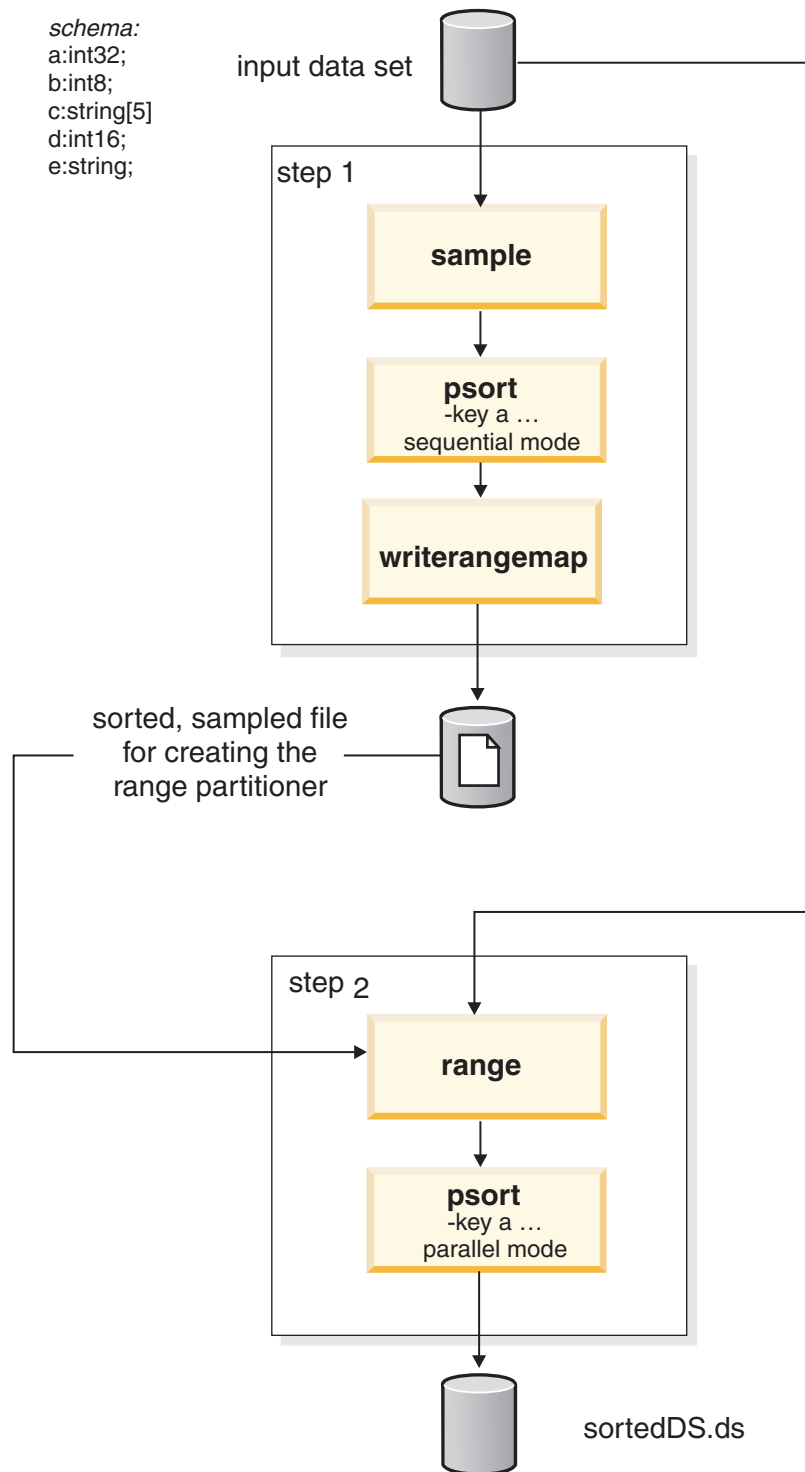 schema:
a:int32;
b:int8;
c:string[5]
d:int16;
e:string;
input data set
step 1
sample
psort
-key a …
sequential mode
writerangemap
sorted, sampled file
for creating the
range partitioner
step 2
range
psort
-key a …
parallel mode
sortedDS.ds